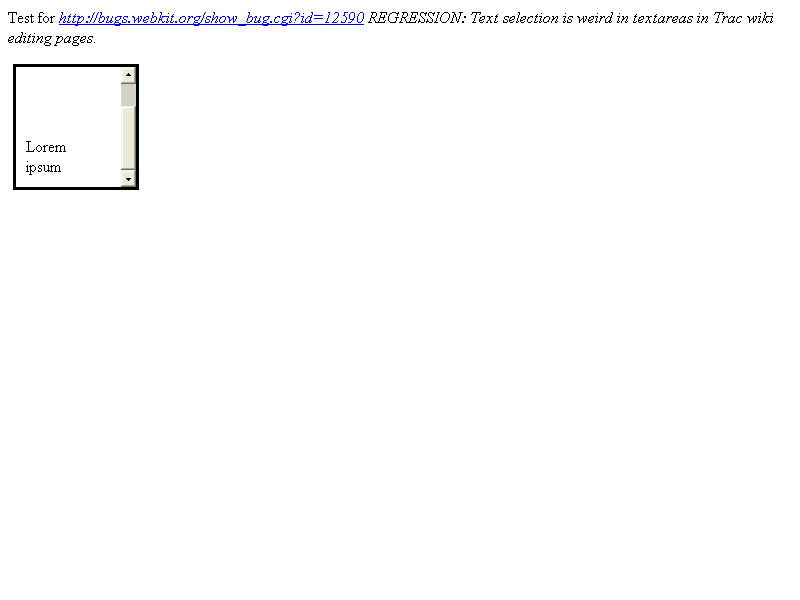 Test for http://bugs.webkit.org/show_bug.cgi?id=12590 REGRESSION: Text selection is weird in textareas in Trac wiki
editing pages.
Lorem
ipsum